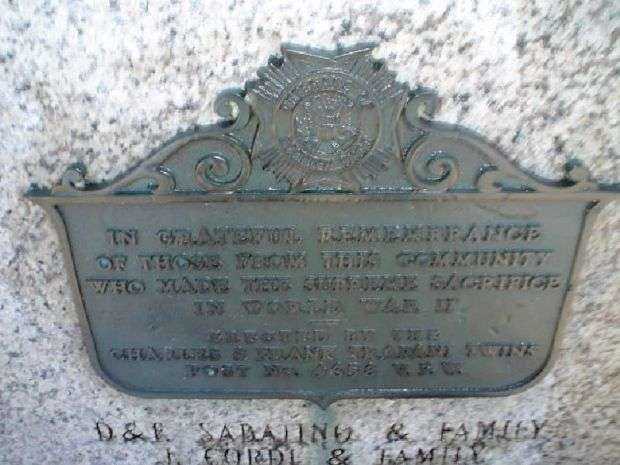 IN GRATEFUL REMEMBRANCE
OF THOSE FROM THIS COMMUNITY
WHO MADE THE SUPREME SACRIFICE
IN WORLD WAR II
ERECTED BY THE
CHARLES & FRANK TWINS
POST No. V.F.W.
D&F. SABATINO & FAMILY
J. CORDI & FAMILY